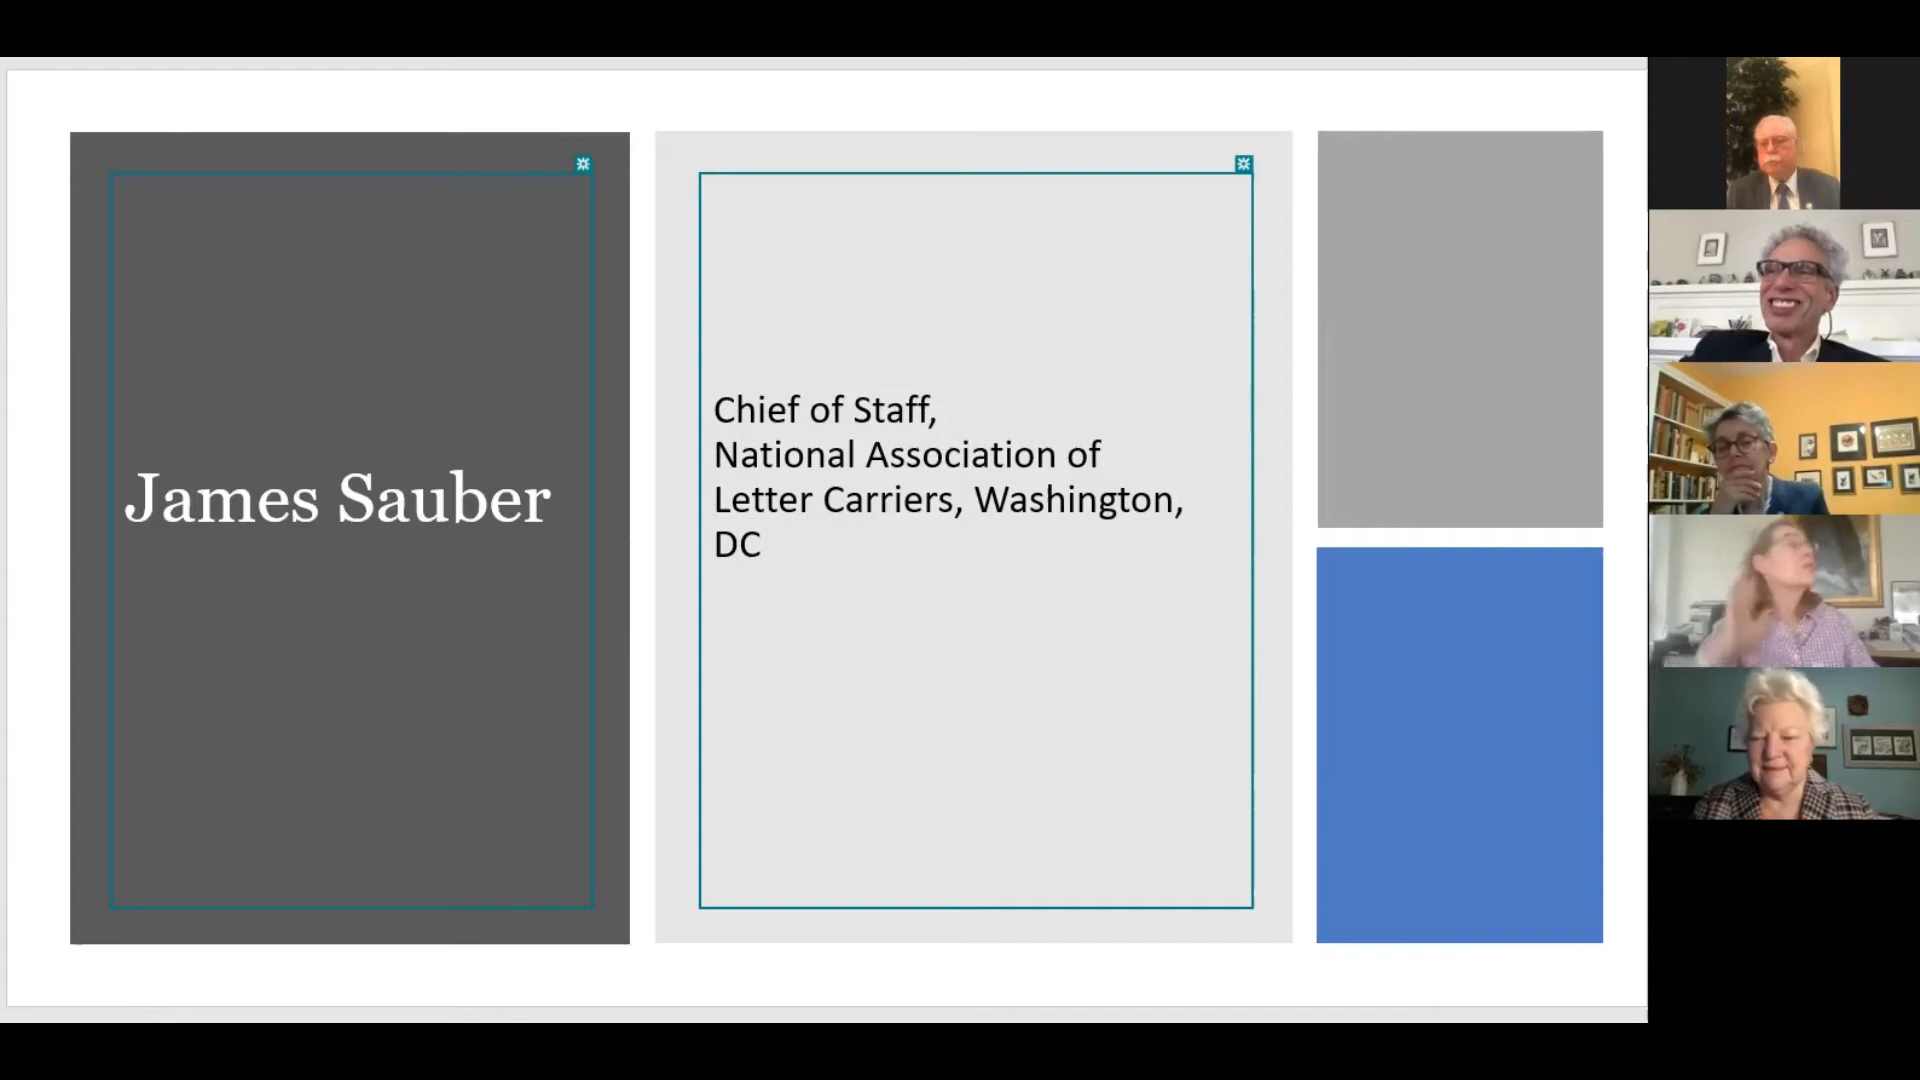 James Sauber
Chief of Staff,
National Association of
Letter Carriers, Washington,
DC